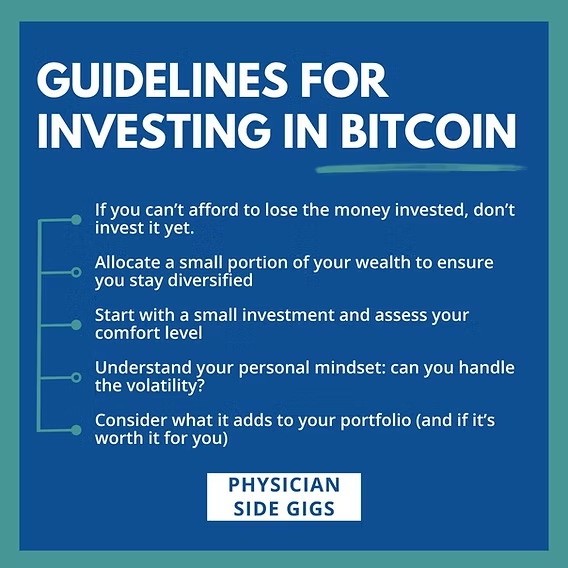 GUIDELINES FOR
INVESTING IN BITCOIN
If you can’t afford to lose the money invested, don’t
invest it yet.
Allocate a small portion of your wealth to ensure
you stay diversified
Start with a small investment and assess your
comfort level
Understand your personal mindset: can you handle
the volatility?
Consider what it adds to your portfolio (and if it’s
worth it for you)
PHYSICIAN
SIDE GIGS